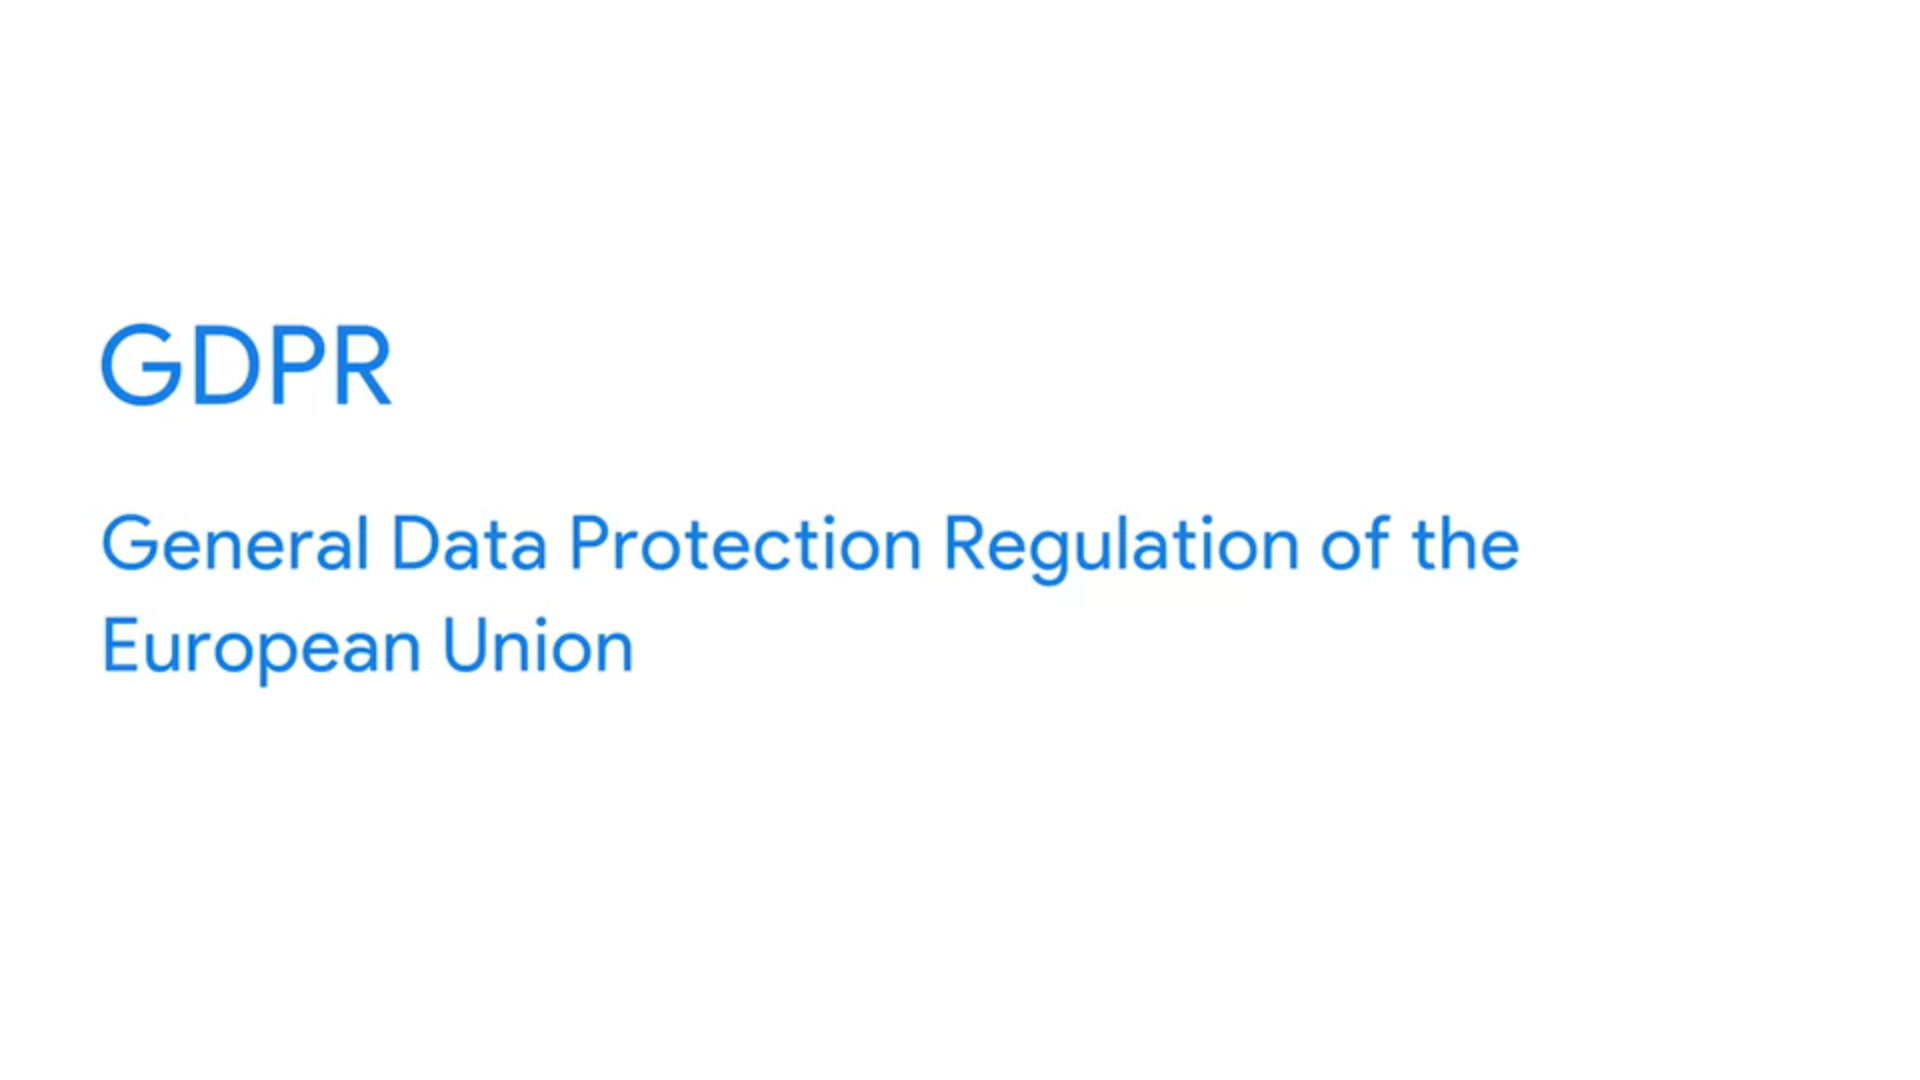 GDPR
General Data Protection Regulation of the
European Union